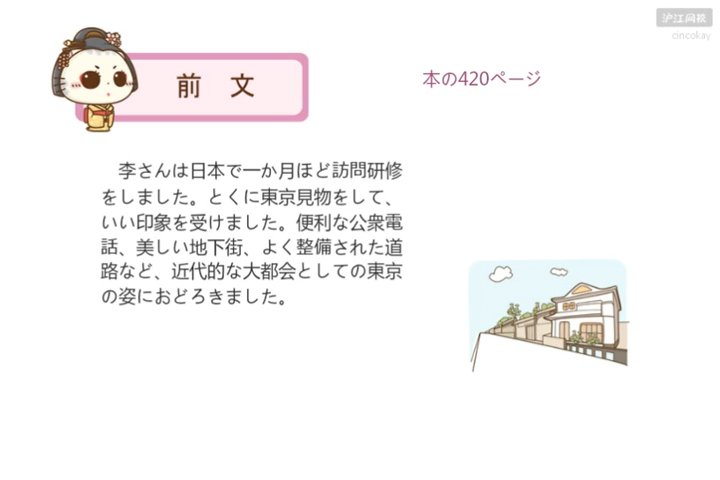 沪江网校
cincokay
前 文
本の420ページ
李さんは日本で一か月ほど訪問研修
をしました。とくに東京見物をして、
いい印象を受けました。便利な公衆電
話、美しい地下街、よく整備された道
路など、近代的な大都会としての東京
の姿におどろきました。